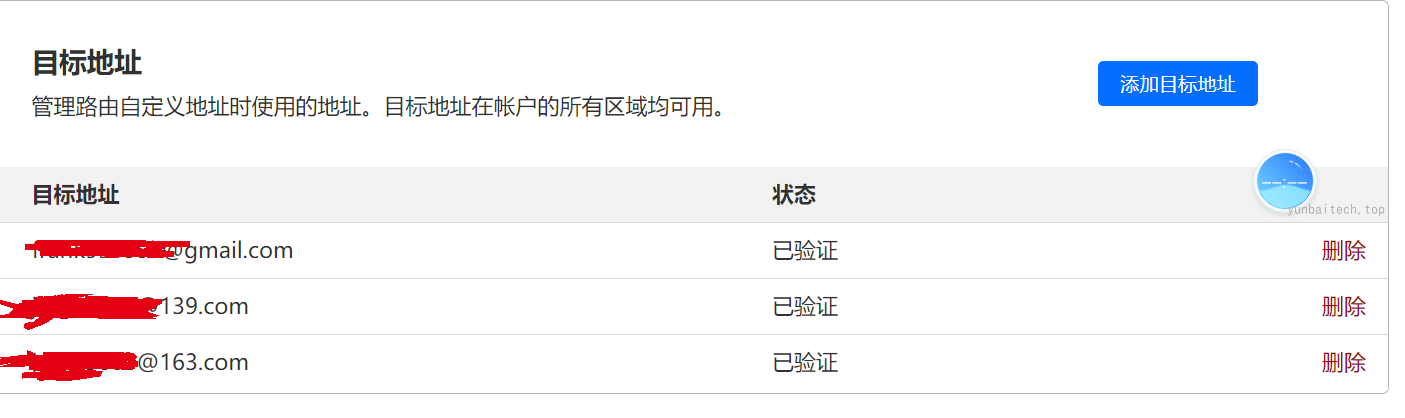 目标地址
管理路由自定义地址时使用的地址。目标地址在帐户的所有区域均可用。
添加目标地址
目标地址 状态
yunbaitech.top
@gmail.com 已验证 删除
@139.com 已验证 删除
@163.com 已验证 删除